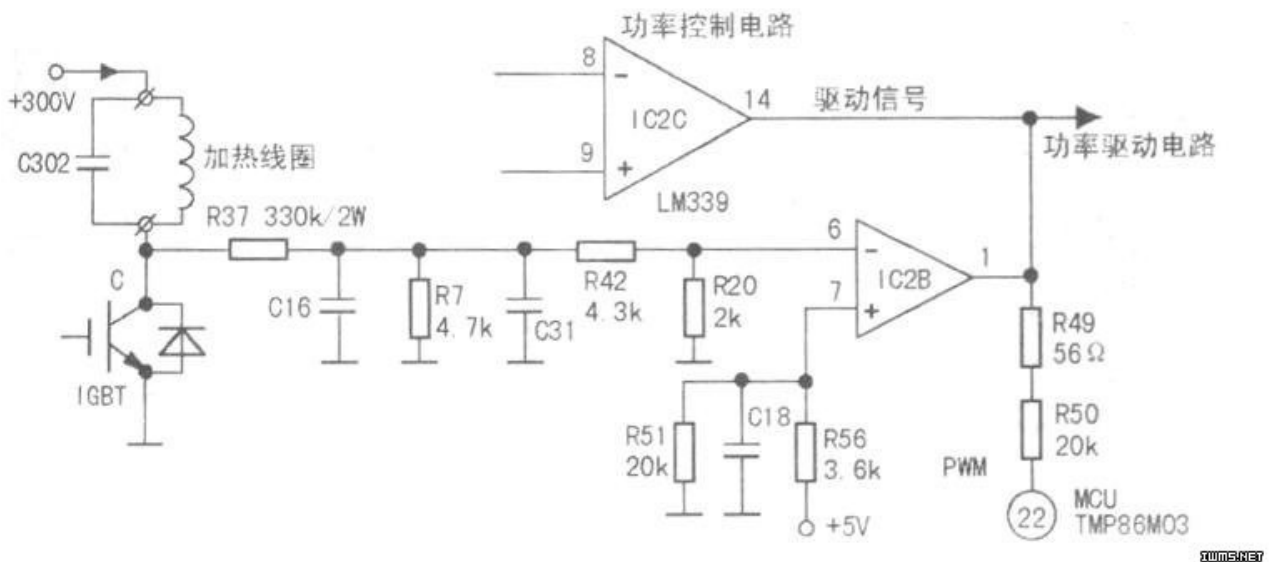 功率控制电路
+300V
C302
加热线圈
8
-
9
+
IC2C
14
LM339
驱动信号
功率驱动电路
R37 330k/2W
C
IGBT
C16
R7
4.7k
C31
R42
4.3k
R20
2k
6
-
7
+
IC2B
1
R49
56Ω
R50
20k
R51
20k
C18
R56
3.6k
+5V
PWM
22
MCU
TMP86M03
IWMS.NET